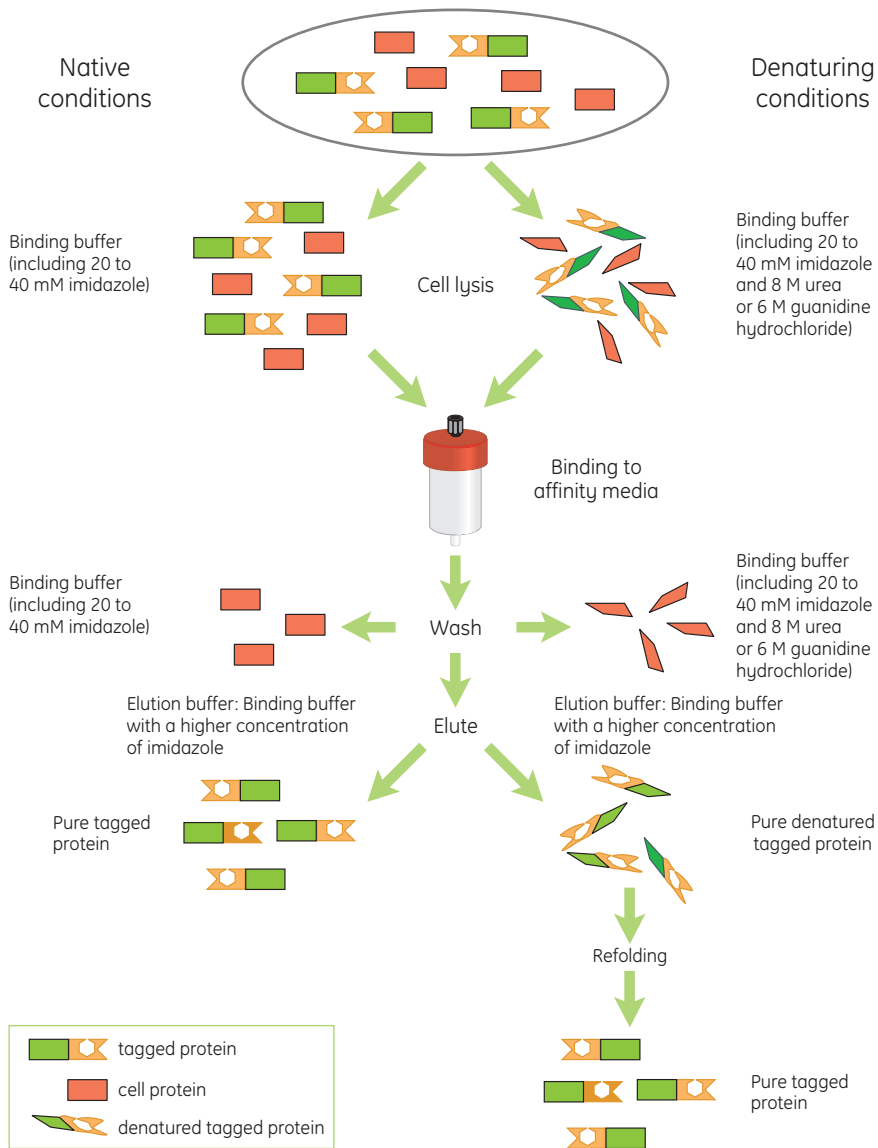 Native
conditions
Denaturing
conditions
Binding buffer
(including 20 to
40 mM imidazole)
Cell lysis
Binding buffer
(including 20 to
40 mM imidazole
and 8 M urea
or 6 M guanidine
hydrochloride)
Binding to
affinity media
Binding buffer
(including 20 to
40 mM imidazole)
Wash
Binding buffer
(including 20 to
40 mM imidazole
and 8 M urea
or 6 M guanidine
hydrochloride)
Elution buffer: Binding buffer
with a higher concentration
of imidazole
Elute
Elution buffer: Binding buffer
with a higher concentration
of imidazole
Pure tagged
protein
Pure denatured
tagged protein
Refolding
Pure tagged
protein
tagged protein
cell protein
denatured tagged protein